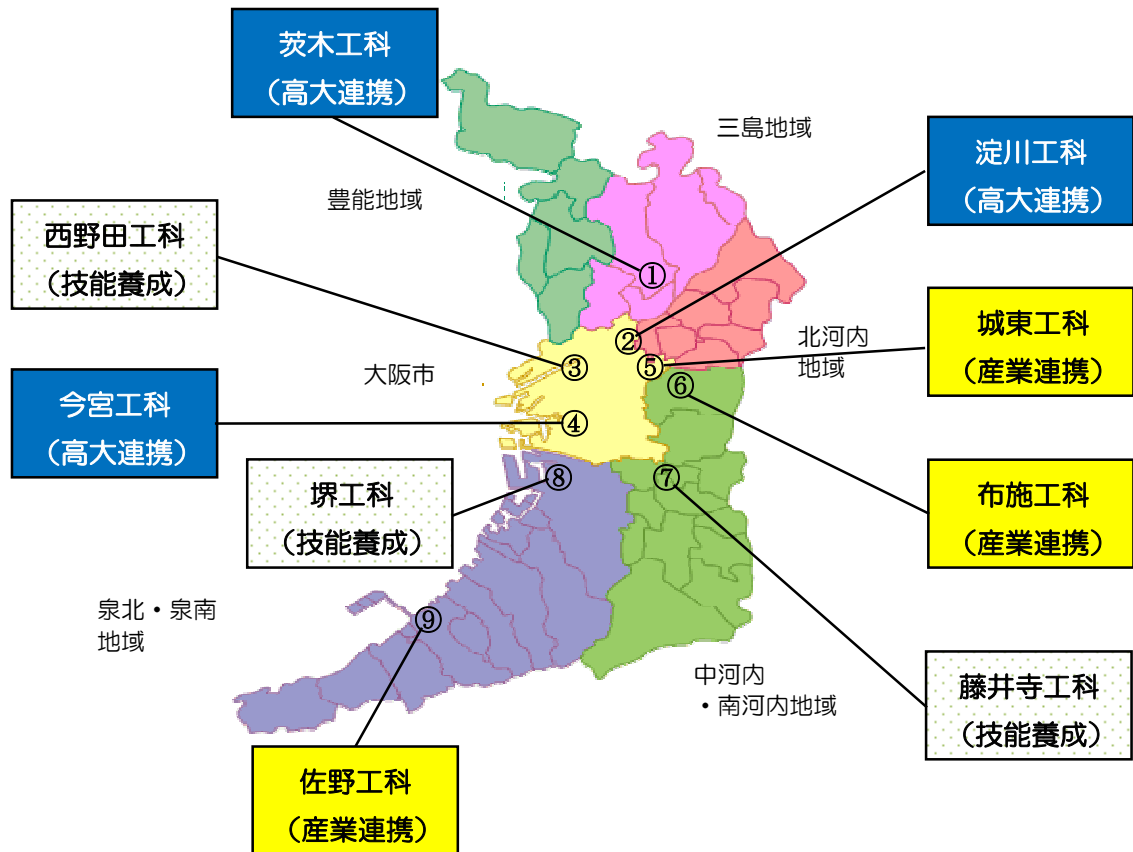 茨木工科
（高大連携）
三島地域
淀川工科
（高大連携）
豊能地域
西野田工科
（技能養成）
①
城東工科
（産業連携）
②
北河内
地域
③
⑤
大阪市
⑥
今宮工科
（高大連携）
④
堺工科
（技能養成）
⑧
⑦
布施工科
（産業連携）
泉北・泉南
地域
⑨
中河内
・南河内地域
藤井寺工科
（技能養成）
佐野工科
（産業連携）